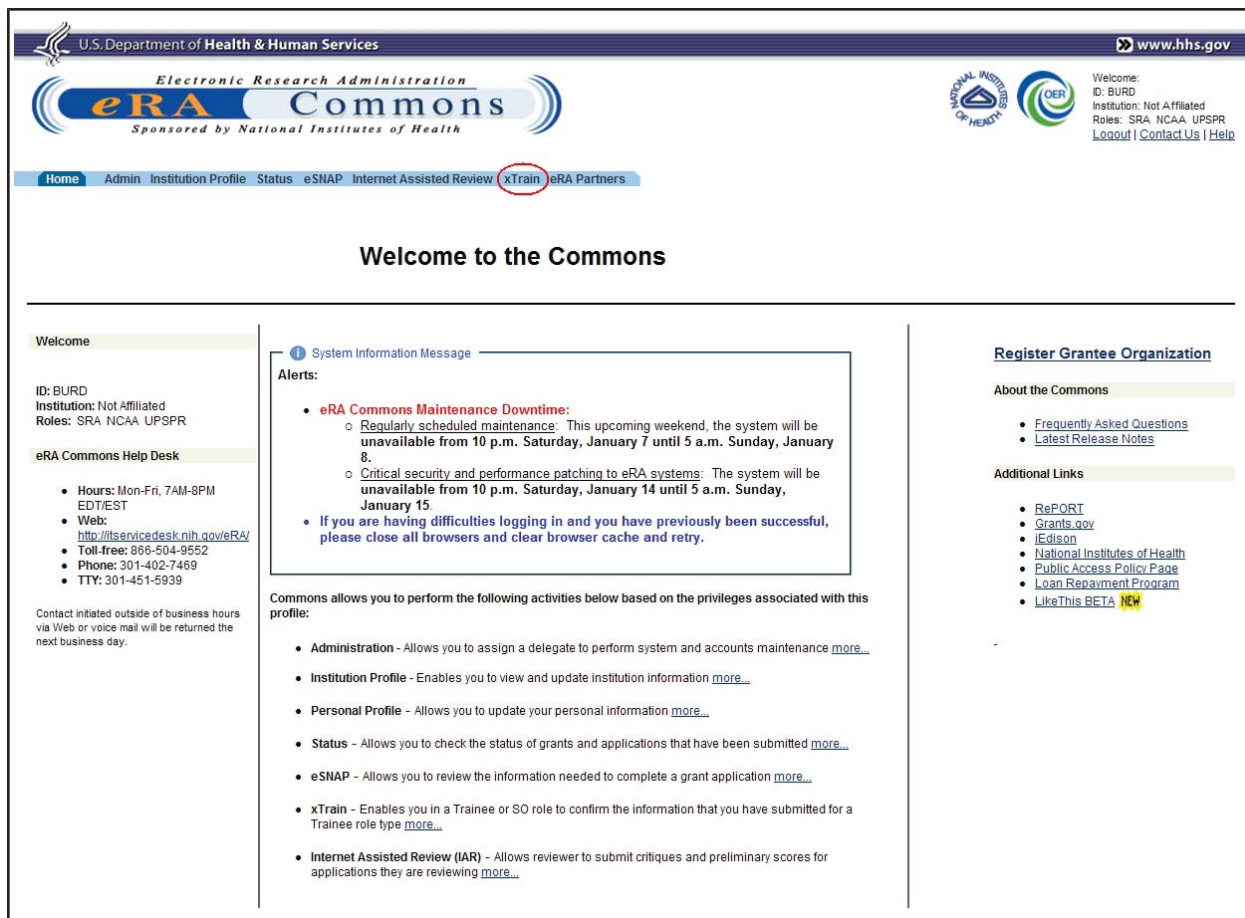 U.S. Department of Health & Human Services
www.hhs.gov
Electronic Research Administration
eRA Commons
Sponsored by National Institutes of Health
NATIONAL INSTITUTES OF HEALTH
OER
Welcome:
ID: BURD
Institution: Not Affiliated
Roles: SRA NCAA UPSPR
Logout | Contact Us | Help
Home Admin Institution Profile Status eSNAP Internet Assisted Review xTrain eRA Partners
Welcome to the Commons
Welcome
ID: BURD
Institution: Not Affiliated
Roles: SRA NCAA UPSPR
eRA Commons Help Desk
• Hours: Mon-Fri, 7AM-8PM
EDT/EST
• Web:
http://itservicedesk.nih.gov/eRA/
• Toll-free: 866-504-9552
• Phone: 301-402-7469
• TTY: 301-451-5939
Contact initiated outside of business hours
via Web or voice mail will be returned the
next business day.
System Information Message
Alerts:
• eRA Commons Maintenance Downtime:
o Regularly scheduled maintenance: This upcoming weekend, the system will be
unavailable from 10 p.m. Saturday, January 7 until 5 a.m. Sunday, January
8.
o Critical security and performance patching to eRA systems: The system will be
unavailable from 10 p.m. Saturday, January 14 until 5 a.m. Sunday,
January 15.
• If you are having difficulties logging in and you have previously been successful,
please close all browsers and clear browser cache and retry.
Commons allows you to perform the following activities below based on the privileges associated with this
profile:
• Administration - Allows you to assign a delegate to perform system and accounts maintenance more...
• Institution Profile - Enables you to view and update institution information more...
• Personal Profile - Allows you to update your personal information more...
• Status - Allows you to check the status of grants and applications that have been submitted more...
• eSNAP - Allows you to review the information needed to complete a grant application more...
• xTrain - Enables you in a Trainee or SO role to confirm the information that you have submitted for a
Trainee role type more...
• Internet Assisted Review (IAR) - Allows reviewer to submit critiques and preliminary scores for
applications they are reviewing more...
Register Grantee Organization
About the Commons
• Frequently Asked Questions
• Latest Release Notes
Additional Links
• RePORT
• Grants.gov
• iEdison
• National Institutes of Health
• Public Access Policy Page
• Loan Repayment Program
• LikeThis BETA NEW
-